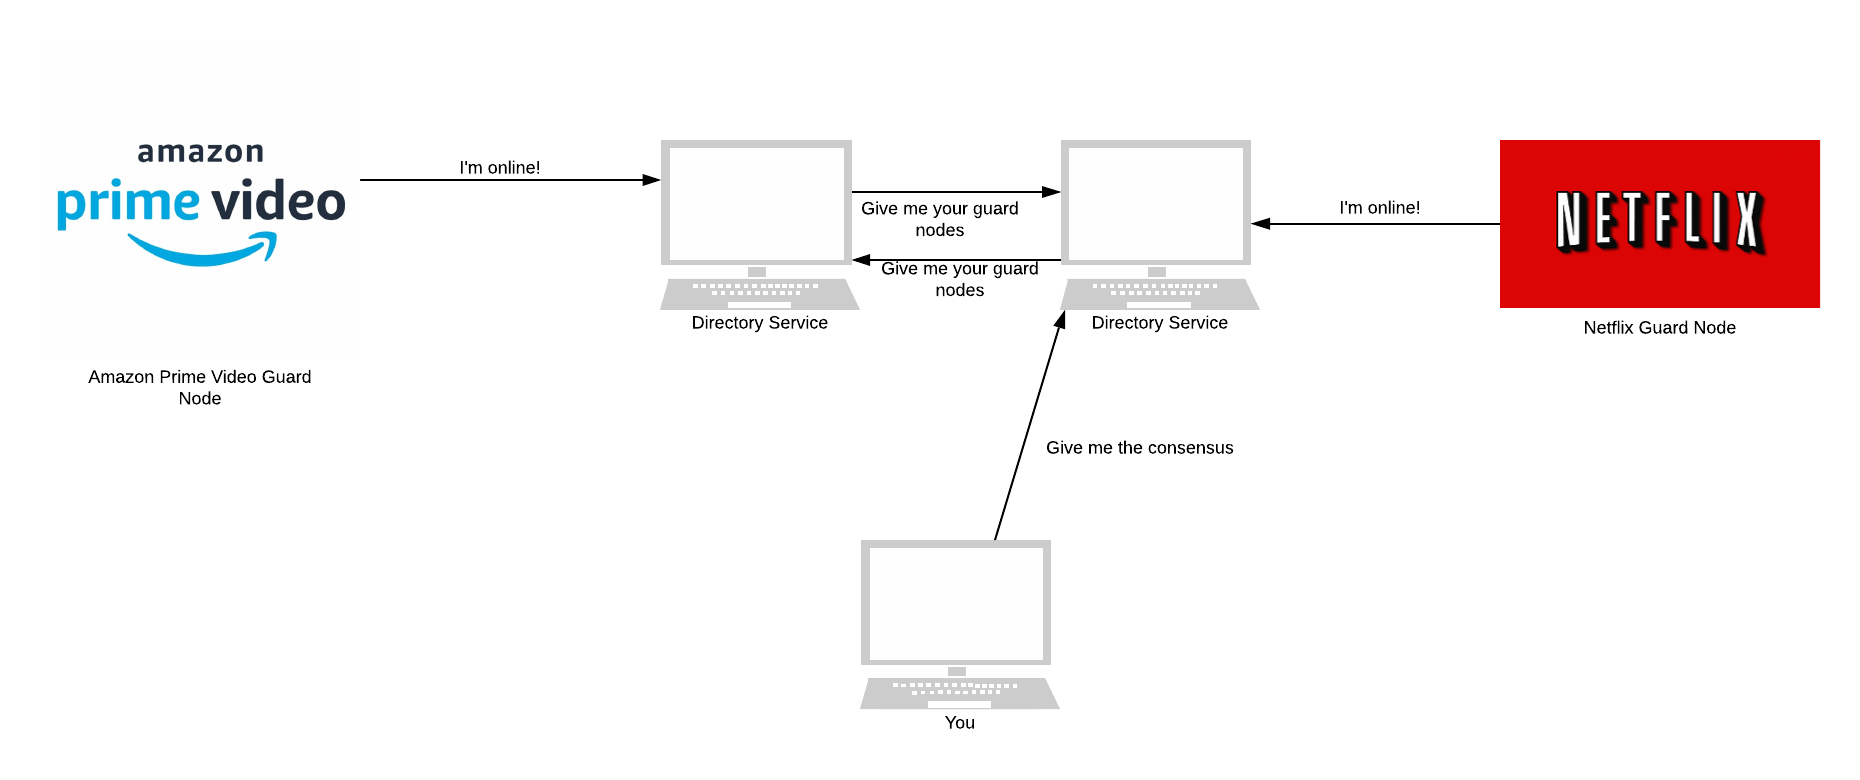 amazon
prime video
I'm online!
Give me your guard
nodes
Give me your guard
nodes
I'm online!
NETFLIX
Directory Service
Directory Service
Netflix Guard Node
Amazon Prime Video Guard
Node
Give me the consensus
You